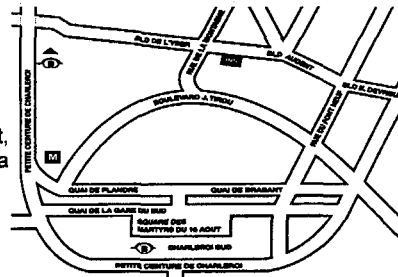 BLD DE L'YSER
RUE DE LA MONTAGNE
BLD AUDENT
BLD P. DEVREUX
PETITE CEINTURE DE CHARLEROI
B
BOULEVARD J. TIROU
RUE DU PONT NEUF
t,
M
a
QUAI DE FLANDRE
QUAI DE BRABANT
QUAI DE LA GARE DU SUD
SQUARE DES
MARTYRS DU 18 AOUT
B
CHARLEROI SUD
PETITE CEINTURE DE CHARLEROI